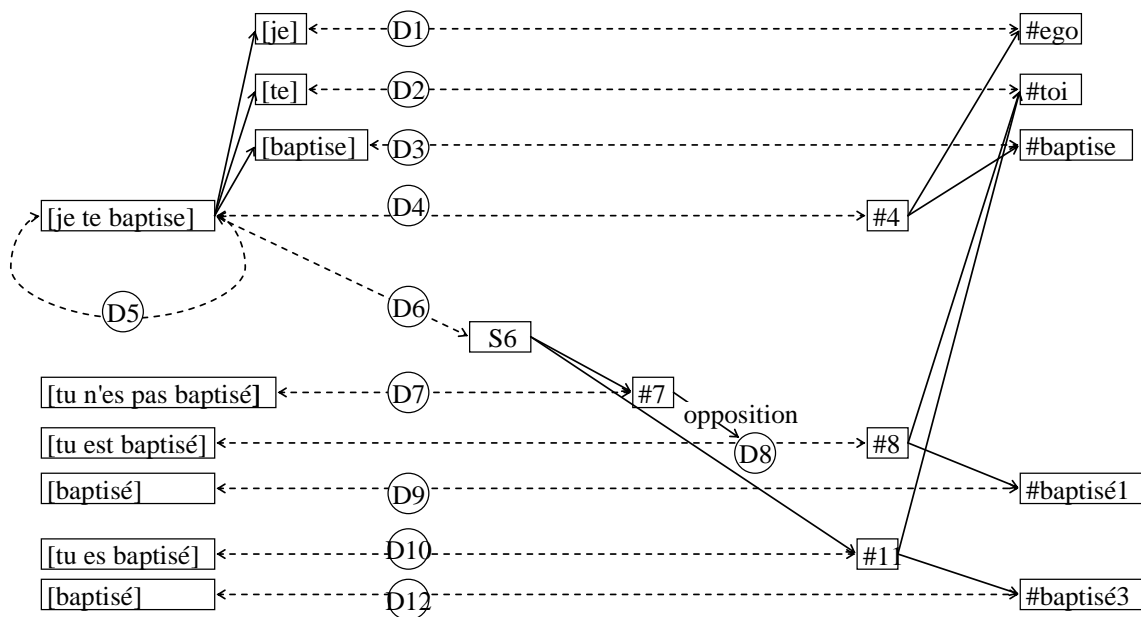 [je] D1 #ego
[te] D2 #toi
[baptise] D3 #baptise
[je te baptise] D4 #4
D5 D6
S6
[tu n'es pas baptisé] D7 #7
opposition
[tu est baptisé] D8 #8
[baptisé] D9 #baptisé1
[tu es baptisé] D10 #11
[baptisé] D12 #baptisé3